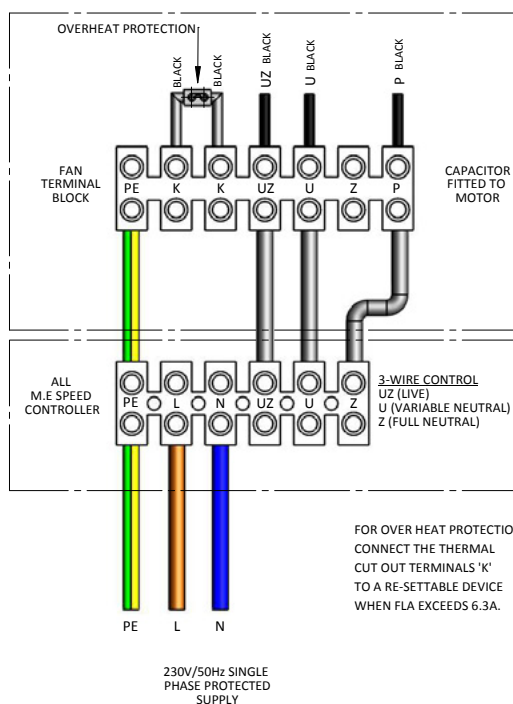 OVERHEAT PROTECTION
BLACK
BLACK
UZ BLACK
U BLACK
P BLACK
FAN
TERMINAL
BLOCK
PE K K UZ U Z P
CAPACITOR
FITTED TO
MOTOR
ALL
M.E SPEED
CONTROLLER
PE L N UZ U Z
3-WIRE CONTROL
UZ (LIVE)
U (VARIABLE NEUTRAL)
Z (FULL NEUTRAL)
FOR OVER HEAT PROTECTIO
CONNECT THE THERMAL
CUT OUT TERMINALS 'K'
TO A RE-SETTABLE DEVICE
WHEN FLA EXCEEDS 6.3A.
PE L N
230V/50Hz SINGLE
PHASE PROTECTED
SUPPLY